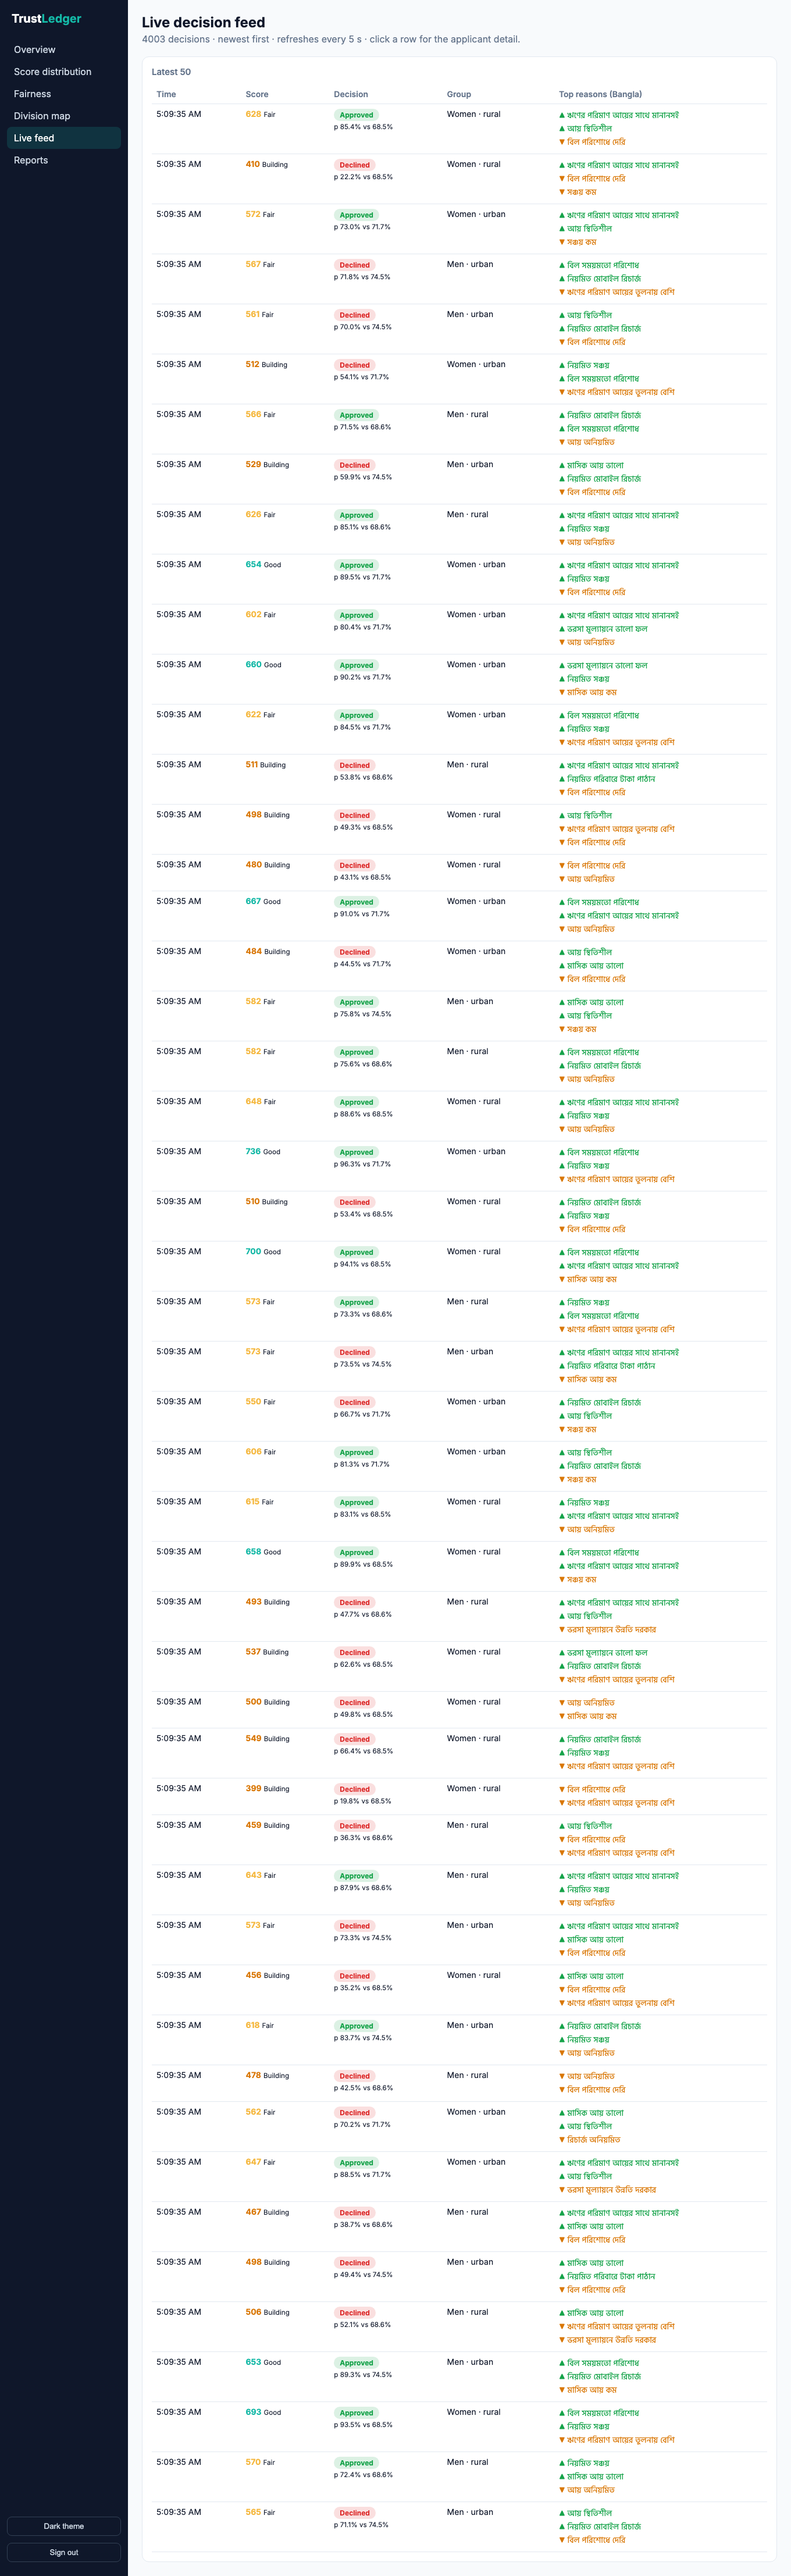 TrustLedger
Overview
Score distribution
Fairness
Division map
Live feed
Reports
Dark theme
Sign out
Live decision feed
4003 decisions · newest first · refreshes every 5 s · click a row for the applicant detail.
Latest 50
Time Score Decision Group Top reasons (Bangla)
5:09:35 AM 628 Fair Approved Women · rural ▲ ঋণের পরিমাণ আয়ের সাথে মানানসই
p 85.4% vs 68.5% ▲ আয় স্থিতিশীল
▼ বিল পরিশোধে দেরি
5:09:35 AM 410 Building Declined Women · rural ▲ ঋণের পরিমাণ আয়ের সাথে মানানসই
p 22.2% vs 68.5% ▼ বিল পরিশোধে দেরি
▼ সঞ্চয় কম
5:09:35 AM 572 Fair Approved Women · urban ▲ ঋণের পরিমাণ আয়ের সাথে মানানসই
p 73.0% vs 71.7% ▲ আয় স্থিতিশীল
▼ সঞ্চয় কম
5:09:35 AM 567 Fair Declined Men · urban ▲ বিল সময়মতো পরিশোধ
p 71.8% vs 74.5% ▲ নিয়মিত মোবাইল রিচার্জ
▼ ঋণের পরিমাণ আয়ের তুলনায় বেশি
5:09:35 AM 561 Fair Declined Men · urban ▲ আয় স্থিতিশীল
p 70.0% vs 74.5% ▲ নিয়মিত মোবাইল রিচার্জ
▼ বিল পরিশোধে দেরি
5:09:35 AM 512 Building Declined Women · urban ▲ নিয়মিত সঞ্চয়
p 54.1% vs 71.7% ▲ বিল সময়মতো পরিশোধ
▼ ঋণের পরিমাণ আয়ের তুলনায় বেশি
5:09:35 AM 566 Fair Approved Men · rural ▲ নিয়মিত মোবাইল রিচার্জ
p 71.5% vs 68.6% ▲ বিল সময়মতো পরিশোধ
▼ আয় অনিয়মিত
5:09:35 AM 529 Building Declined Men · urban ▲ মাসিক আয় ভালো
p 59.9% vs 74.5% ▲ নিয়মিত মোবাইল রিচার্জ
▼ বিল পরিশোধে দেরি
5:09:35 AM 626 Fair Approved Men · rural ▲ ঋণের পরিমাণ আয়ের সাথে মানানসই
p 85.1% vs 68.6% ▲ নিয়মিত সঞ্চয়
▼ আয় অনিয়মিত
5:09:35 AM 654 Good Approved Women · urban ▲ ঋণের পরিমাণ আয়ের সাথে মানানসই
p 89.5% vs 71.7% ▲ নিয়মিত সঞ্চয়
▼ বিল পরিশোধে দেরি
5:09:35 AM 602 Fair Approved Women · urban ▲ ঋণের পরিমাণ আয়ের সাথে মানানসই
p 80.4% vs 71.7% ▲ ভরসা মূল্যায়নে ভালো ফল
▼ আয় অনিয়মিত
5:09:35 AM 660 Good Approved Women · urban ▲ ভরসা মূল্যায়নে ভালো ফল
p 90.2% vs 71.7% ▲ নিয়মিত সঞ্চয়
▼ মাসিক আয় কম
5:09:35 AM 622 Fair Approved Women · urban ▲ বিল সময়মতো পরিশোধ
p 84.5% vs 71.7% ▲ নিয়মিত সঞ্চয়
▼ ঋণের পরিমাণ আয়ের তুলনায় বেশি
5:09:35 AM 511 Building Declined Men · rural ▲ ঋণের পরিমাণ আয়ের সাথে মানানসই
p 53.8% vs 68.6% ▲ নিয়মিত পরিবারে টাকা পাঠান
▼ বিল পরিশোধে দেরি
5:09:35 AM 498 Building Declined Women · rural ▲ আয় স্থিতিশীল
p 49.3% vs 68.5% ▼ ঋণের পরিমাণ আয়ের তুলনায় বেশি
▼ বিল পরিশোধে দেরি
5:09:35 AM 480 Building Declined Women · rural ▼ বিল পরিশোধে দেরি
p 43.1% vs 68.5% ▼ আয় অনিয়মিত
5:09:35 AM 667 Good Approved Women · urban ▲ বিল সময়মতো পরিশোধ
p 91.0% vs 71.7% ▲ ঋণের পরিমাণ আয়ের সাথে মানানসই
▼ আয় অনিয়মিত
5:09:35 AM 484 Building Declined Women · urban ▲ আয় স্থিতিশীল
p 44.5% vs 71.7% ▲ মাসিক আয় ভালো
▼ বিল পরিশোধে দেরি
5:09:35 AM 582 Fair Approved Men · urban ▲ মাসিক আয় ভালো
p 75.8% vs 74.5% ▲ আয় স্থিতিশীল
▼ সঞ্চয় কম
5:09:35 AM 582 Fair Approved Men · rural ▲ বিল সময়মতো পরিশোধ
p 75.6% vs 68.6% ▲ নিয়মিত মোবাইল রিচার্জ
▼ আয় অনিয়মিত
5:09:35 AM 648 Fair Approved Women · rural ▲ ঋণের পরিমাণ আয়ের সাথে মানানসই
p 88.6% vs 68.5% ▲ নিয়মিত সঞ্চয়
▼ আয় অনিয়মিত
5:09:35 AM 736 Good Approved Women · urban ▲ বিল সময়মতো পরিশোধ
p 96.3% vs 71.7% ▲ নিয়মিত সঞ্চয়
▼ ঋণের পরিমাণ আয়ের তুলনায় বেশি
5:09:35 AM 510 Building Declined Women · rural ▲ নিয়মিত মোবাইল রিচার্জ
p 53.4% vs 68.5% ▲ নিয়মিত সঞ্চয়
▼ বিল পরিশোধে দেরি
5:09:35 AM 700 Good Approved Women · rural ▲ বিল সময়মতো পরিশোধ
p 94.1% vs 68.5% ▲ ঋণের পরিমাণ আয়ের সাথে মানানসই
▼ মাসিক আয় কম
5:09:35 AM 573 Fair Approved Men · rural ▲ নিয়মিত সঞ্চয়
p 73.3% vs 68.6% ▲ বিল সময়মতো পরিশোধ
▼ ঋণের পরিমাণ আয়ের তুলনায় বেশি
5:09:35 AM 573 Fair Declined Men · urban ▲ ঋণের পরিমাণ আয়ের সাথে মানানসই
p 73.5% vs 74.5% ▲ নিয়মিত পরিবারে টাকা পাঠান
▼ মাসিক আয় কম
5:09:35 AM 550 Fair Declined Women · urban ▲ নিয়মিত মোবাইল রিচার্জ
p 66.7% vs 71.7% ▲ আয় স্থিতিশীল
▼ সঞ্চয় কম
5:09:35 AM 606 Fair Approved Women · urban ▲ আয় স্থিতিশীল
p 81.3% vs 71.7% ▲ নিয়মিত মোবাইল রিচার্জ
▼ সঞ্চয় কম
5:09:35 AM 615 Fair Approved Women · rural ▲ নিয়মিত সঞ্চয়
p 83.1% vs 68.5% ▲ ঋণের পরিমাণ আয়ের সাথে মানানসই
▼ আয় অনিয়মিত
5:09:35 AM 658 Good Approved Women · rural ▲ বিল সময়মতো পরিশোধ
p 89.9% vs 68.5% ▲ ঋণের পরিমাণ আয়ের সাথে মানানসই
▼ সঞ্চয় কম
5:09:35 AM 493 Building Declined Men · rural ▲ ঋণের পরিমাণ আয়ের সাথে মানানসই
p 47.7% vs 68.6% ▲ আয় স্থিতিশীল
▼ ভরসা মূল্যায়নে উন্নতি দরকার
5:09:35 AM 537 Building Declined Women · rural ▲ ভরসা মূল্যায়নে ভালো ফল
p 62.6% vs 68.5% ▲ নিয়মিত মোবাইল রিচার্জ
▼ ঋণের পরিমাণ আয়ের তুলনায় বেশি
5:09:35 AM 500 Building Declined Women · rural ▼ আয় অনিয়মিত
p 49.8% vs 68.5% ▼ মাসিক আয় কম
5:09:35 AM 549 Building Declined Women · rural ▲ নিয়মিত মোবাইল রিচার্জ
p 66.4% vs 68.5% ▲ নিয়মিত সঞ্চয়
▼ ঋণের পরিমাণ আয়ের তুলনায় বেশি
5:09:35 AM 399 Building Declined Women · rural ▼ বিল পরিশোধে দেরি
p 19.8% vs 68.5% ▼ ঋণের পরিমাণ আয়ের তুলনায় বেশি
5:09:35 AM 459 Building Declined Men · rural ▲ আয় স্থিতিশীল
p 36.3% vs 68.6% ▼ বিল পরিশোধে দেরি
▼ ঋণের পরিমাণ আয়ের তুলনায় বেশি
5:09:35 AM 643 Fair Approved Men · rural ▲ ঋণের পরিমাণ আয়ের সাথে মানানসই
p 87.9% vs 68.6% ▲ নিয়মিত সঞ্চয়
▼ আয় অনিয়মিত
5:09:35 AM 573 Fair Declined Men · urban ▲ ঋণের পরিমাণ আয়ের সাথে মানানসই
p 73.3% vs 74.5% ▲ মাসিক আয় ভালো
▼ বিল পরিশোধে দেরি
5:09:35 AM 456 Building Declined Women · rural ▲ মাসিক আয় ভালো
p 35.2% vs 68.5% ▼ বিল পরিশোধে দেরি
▼ ঋণের পরিমাণ আয়ের তুলনায় বেশি
5:09:35 AM 618 Fair Approved Men · urban ▲ নিয়মিত মোবাইল রিচার্জ
p 83.7% vs 74.5% ▲ নিয়মিত সঞ্চয়
▼ আয় অনিয়মিত
5:09:35 AM 478 Building Declined Men · rural ▼ আয় অনিয়মিত
p 42.5% vs 68.6% ▼ বিল পরিশোধে দেরি
5:09:35 AM 562 Fair Declined Women · urban ▲ মাসিক আয় ভালো
p 70.2% vs 71.7% ▲ আয় স্থিতিশীল
▼ রিচার্জ অনিয়মিত
5:09:35 AM 647 Fair Approved Women · urban ▲ ঋণের পরিমাণ আয়ের সাথে মানানসই
p 88.5% vs 71.7% ▲ আয় স্থিতিশীল
▼ ভরসা মূল্যায়নে উন্নতি দরকার
5:09:35 AM 467 Building Declined Men · rural ▲ ঋণের পরিমাণ আয়ের সাথে মানানসই
p 38.7% vs 68.6% ▲ মাসিক আয় ভালো
▼ বিল পরিশোধে দেরি
5:09:35 AM 498 Building Declined Men · urban ▲ মাসিক আয় ভালো
p 49.4% vs 74.5% ▲ নিয়মিত পরিবারে টাকা পাঠান
▼ বিল পরিশোধে দেরি
5:09:35 AM 506 Building Declined Men · rural ▲ মাসিক আয় ভালো
p 52.1% vs 68.6% ▼ ঋণের পরিমাণ আয়ের তুলনায় বেশি
▼ ভরসা মূল্যায়নে উন্নতি দরকার
5:09:35 AM 653 Good Approved Men · urban ▲ বিল সময়মতো পরিশোধ
p 89.3% vs 74.5% ▲ নিয়মিত মোবাইল রিচার্জ
▼ মাসিক আয় কম
5:09:35 AM 693 Good Approved Women · rural ▲ বিল সময়মতো পরিশোধ
p 93.5% vs 68.5% ▲ নিয়মিত সঞ্চয়
▼ ঋণের পরিমাণ আয়ের তুলনায় বেশি
5:09:35 AM 570 Fair Approved Men · rural ▲ নিয়মিত সঞ্চয়
p 72.4% vs 68.6% ▲ মাসিক আয় ভালো
▼ আয় অনিয়মিত
5:09:35 AM 565 Fair Declined Men · urban ▲ আয় স্থিতিশীল
p 71.1% vs 74.5% ▲ নিয়মিত মোবাইল রিচার্জ
▼ বিল পরিশোধে দেরি